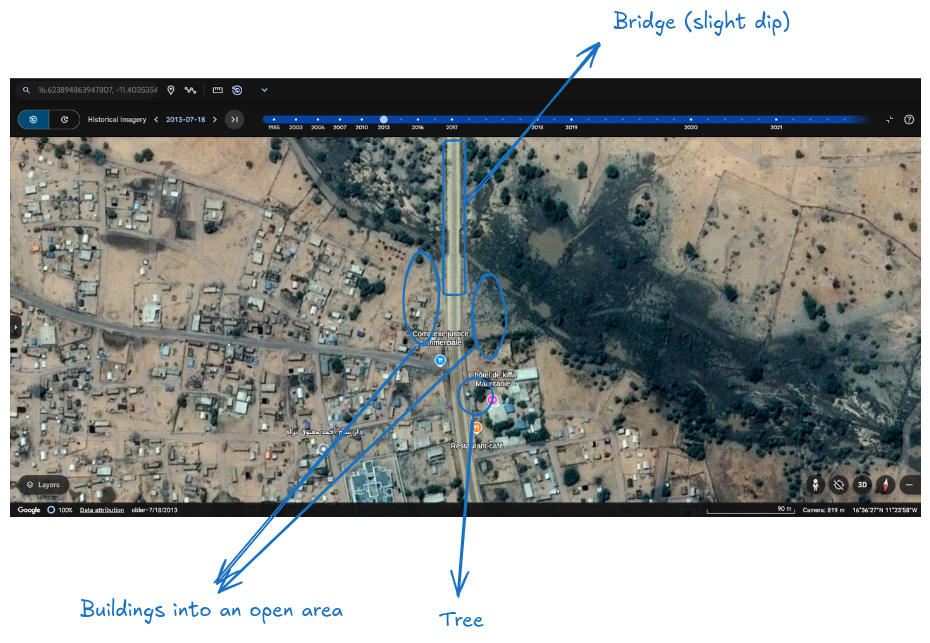 Bridge (slight dip)
16.623894863947807, -11.4035354
Historical Imagery
2013-07-18
1985 2003 2006 2007 2010 2013 2016 2017 2018 2019 2020 2021
Complexe justice
commerciale
L'hôtel de kiffa
Mauritanie
Restaurant-café
Layers
3D
Google 100% Data attribution older-7/18/2013
90 m Camera: 819 m 16°36'27"N 11°23'58"W
Buildings into an open area
Tree